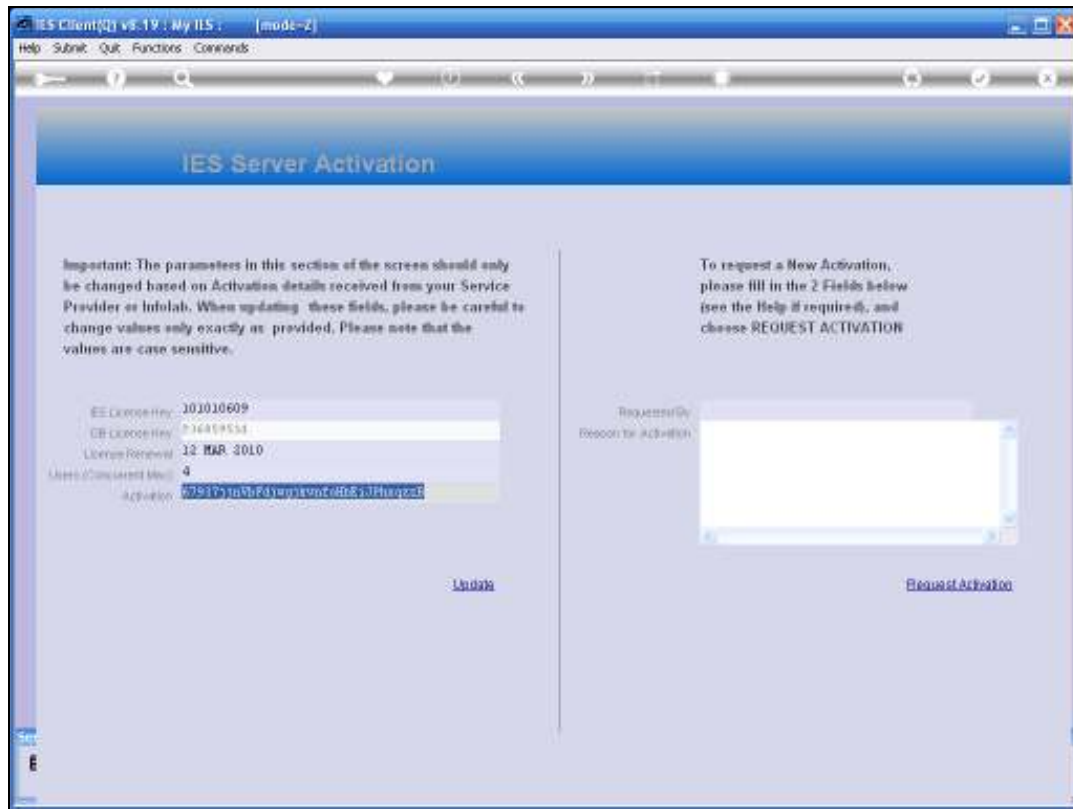 IES Client(Q) v8.19 : My IES : [mode-2]
Help Submit Quit Functions Commands
IES Server Activation
Important: The parameters in this section of the screen should only
be changed based on Activation details received from your Service
Provider or Infolab. When updating these fields, please be careful to
change values only exactly as provided. Please note that the
values are case sensitive.
IES License Key 101010609
License Renewal 12 MAR 2010
Users (Concurrent Max) 4
Activation
Update
To request a New Activation,
please fill in the 2 Fields below
(see the Help if required), and
choose REQUEST ACTIVATION
Requested By
Reason for Activation
Request Activation